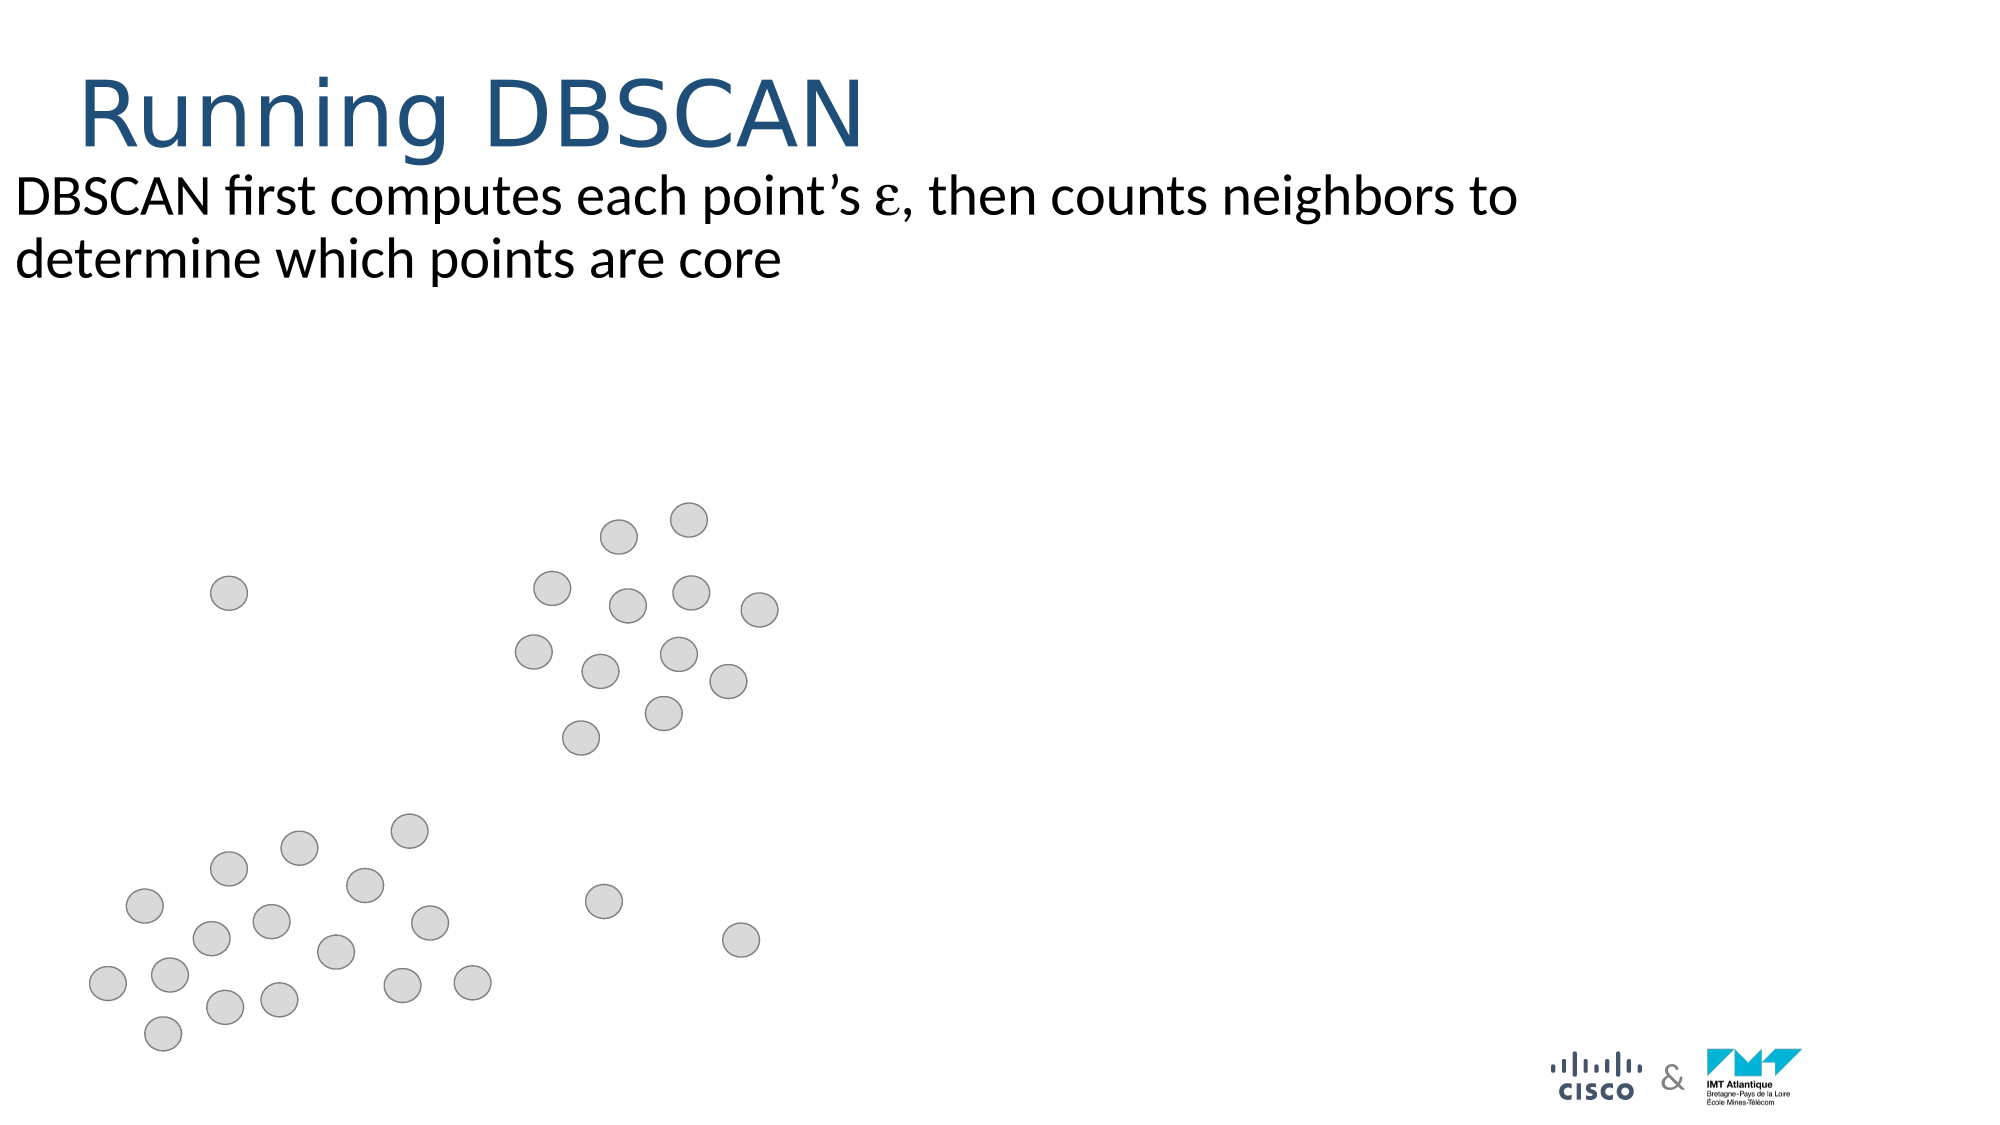 Running DBSCAN
DBSCAN first computes each point’s ε, then counts neighbors to
determine which points are core
CISCO
&
IMT Atlantique
Bretagne-Pays de la Loire
École Mines-Télécom